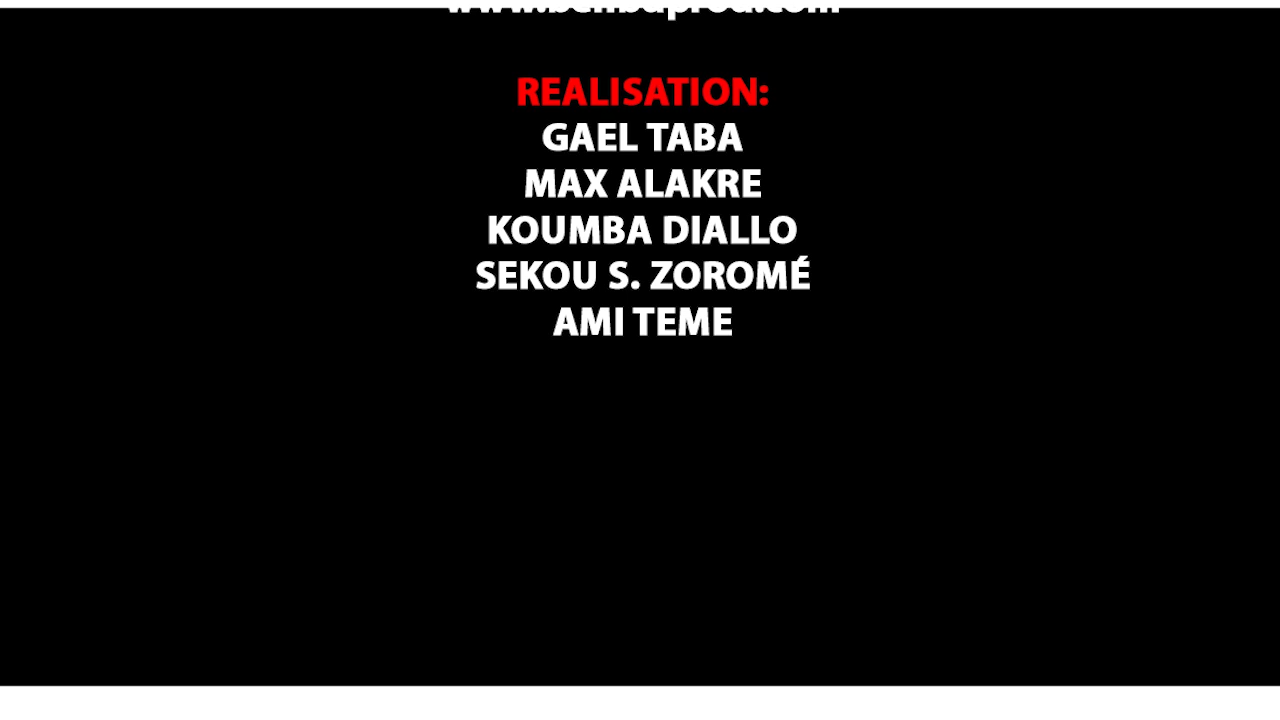 REALISATION:
GAEL TABA
MAX ALAKRE
KOUMBA DIALLO
SEKOU S. ZOROMÉ
AMI TEME